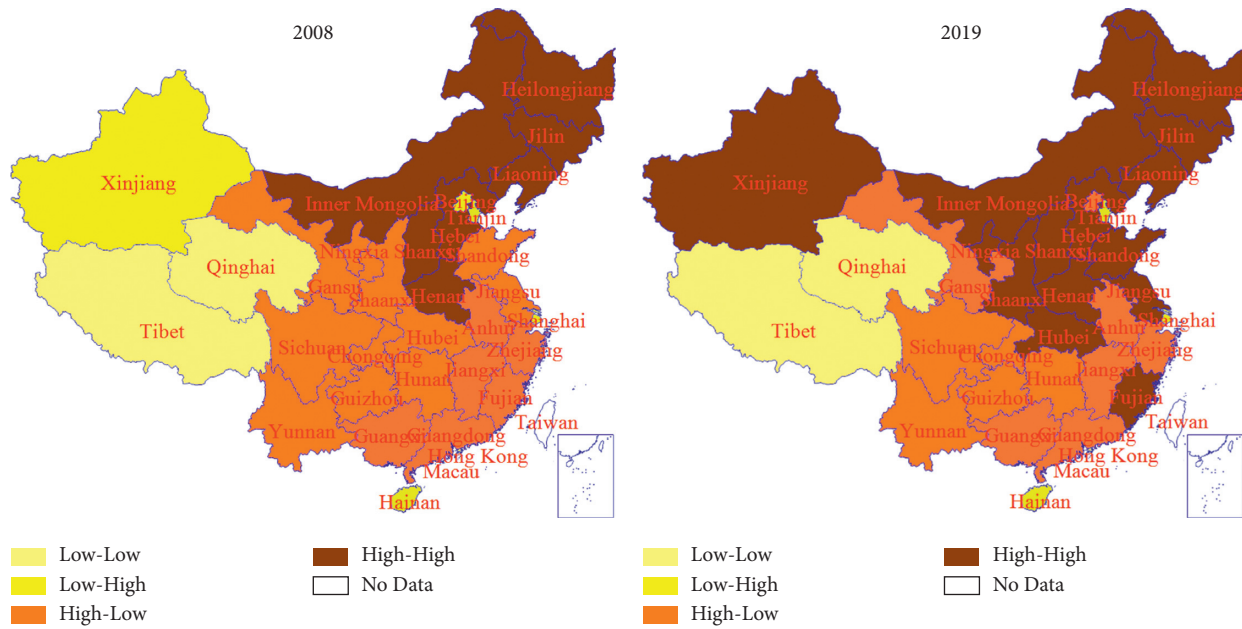 2008
Heilongjiang
Jilin
Liaoning
Xinjiang
Inner Mongolia
Beijing
Tianjin
Hebei
Ningxia
Shanxi
Shandong
Qinghai
Gansu
Shaanxi
Henan
Jiangsu
Tibet
Sichuan
Chongqing
Hubei
Anhui
Shanghai
Zhejiang
Hunan
Jiangxi
Guizhou
Fujian
Yunnan
Guangxi
Guangdong
Taiwan
Hong Kong
Macau
Hainan
Low-Low
Low-High
High-Low
High-High
No Data
2019
Heilongjiang
Jilin
Liaoning
Xinjiang
Inner Mongolia
Beijing
Tianjin
Hebei
Ningxia
Shanxi
Shandong
Qinghai
Gansu
Shaanxi
Henan
Jiangsu
Tibet
Sichuan
Chongqing
Hubei
Anhui
Shanghai
Zhejiang
Hunan
Jiangxi
Guizhou
Fujian
Yunnan
Guangxi
Guangdong
Taiwan
Hong Kong
Macau
Hainan
Low-Low
Low-High
High-Low
High-High
No Data